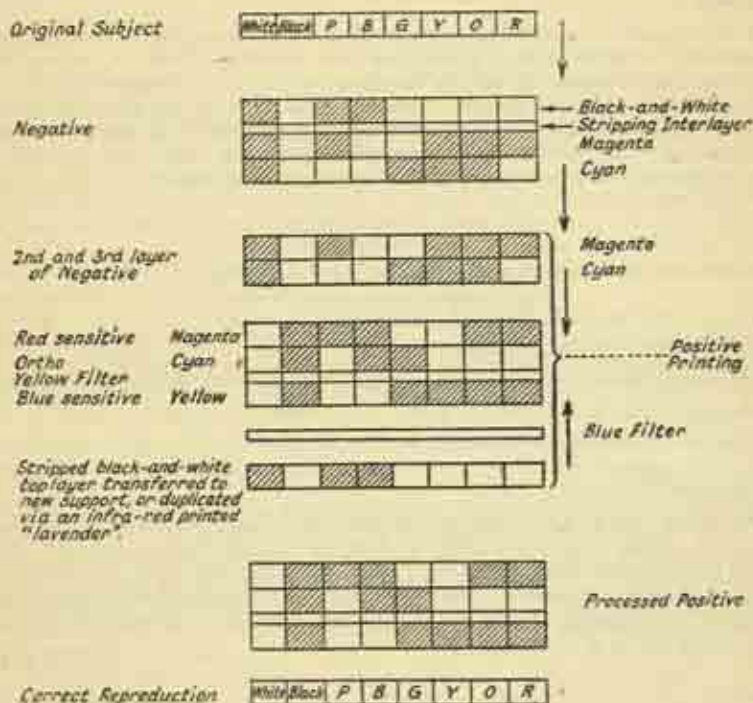 Original Subject White Black P B G Y O R
Negative
Black-and-White
Stripping Interlayer
Magenta
Cyan
2nd and 3rd layer
of Negative
Magenta
Cyan
Red sensitive Magenta
Ortho Cyan
Yellow Filter
Blue sensitive Yellow
Positive
Printing
Blue Filter
Stripped black-and-white
top layer transferred to
new support, or duplicated
via an infra-red printed
"lavender".
Processed Positive
Correct Reproduction White Black P B G Y O R